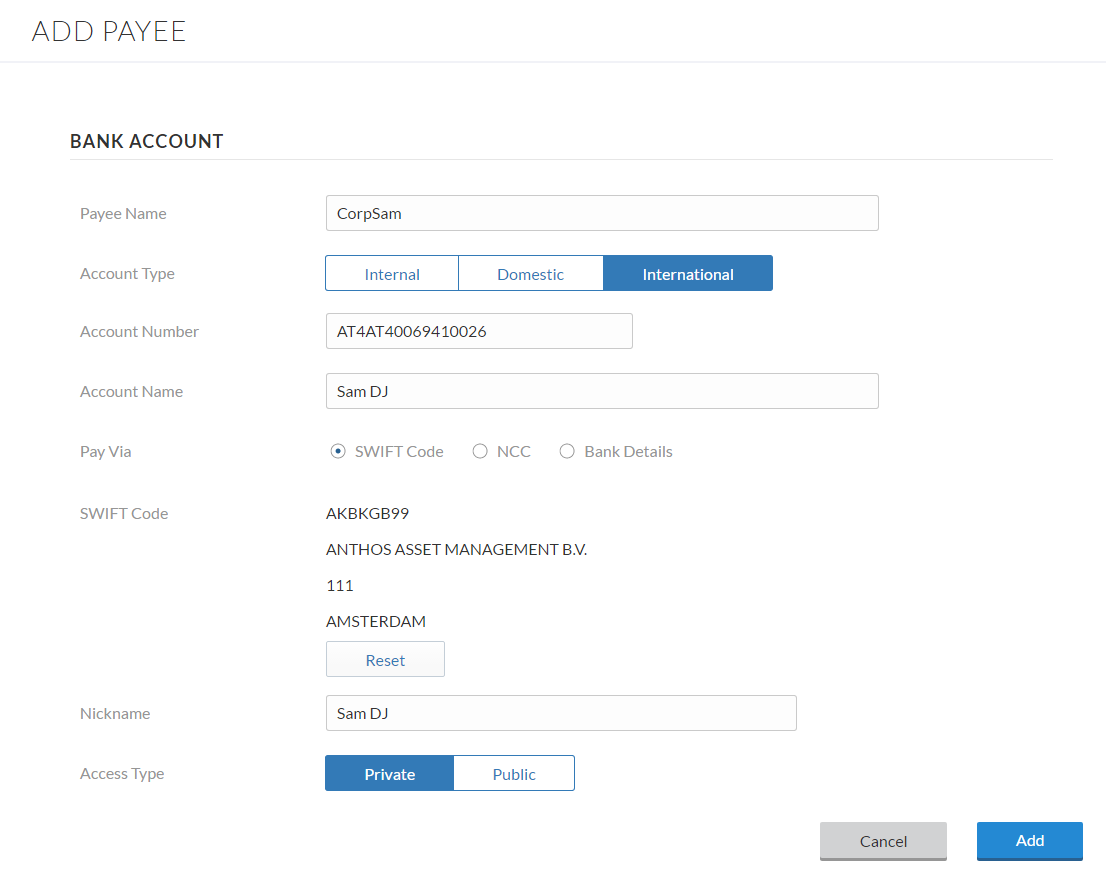 ADD PAYEE
BANK ACCOUNT
Payee Name CorpSam
Account Type Internal Domestic International
Account Number AT4AT40069410026
Account Name Sam DJ
Pay Via SWIFT Code NCC Bank Details
SWIFT Code AKBKGB99
ANTHOS ASSET MANAGEMENT B.V.
111
AMSTERDAM
Reset
Nickname Sam DJ
Access Type Private Public
Cancel Add